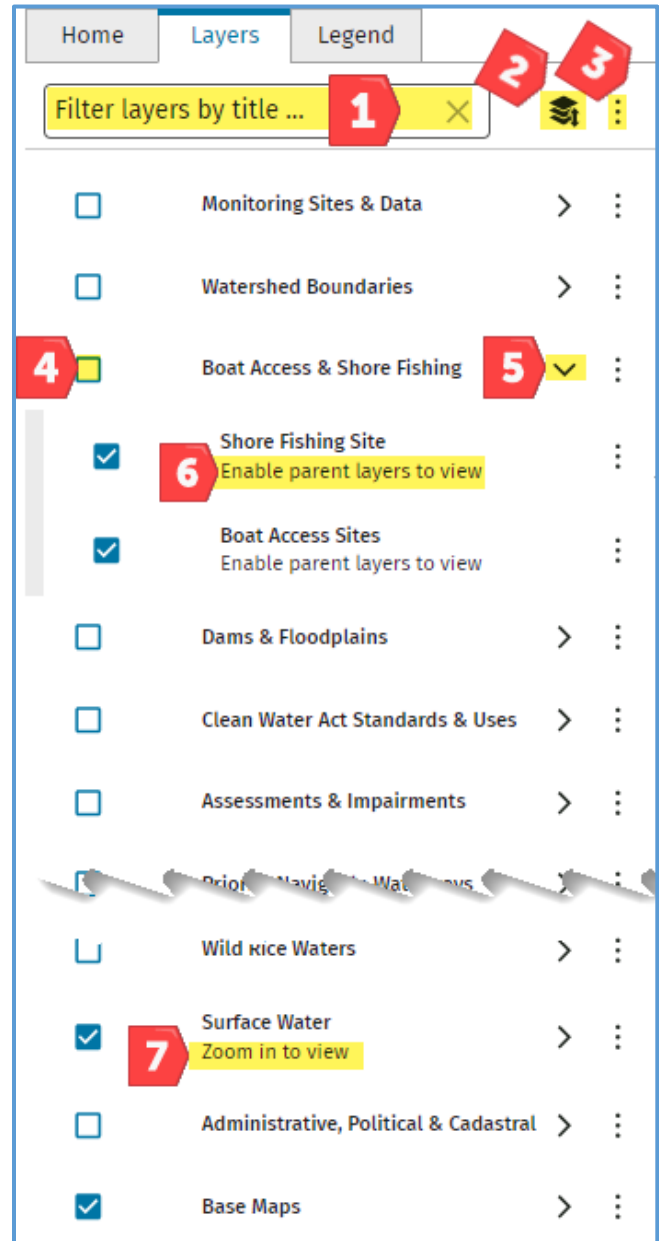 Home Layers Legend
2 3
Filter layers by title ... 1
Monitoring Sites & Data
Watershed Boundaries
4 Boat Access & Shore Fishing 5
Shore Fishing Site
6 Enable parent layers to view
Boat Access Sites
Enable parent layers to view
Dams & Floodplains
Clean Water Act Standards & Uses
Assessments & Impairments
Wild Rice Waters
Surface Water
7 Zoom in to view
Administrative, Political & Cadastral
Base Maps